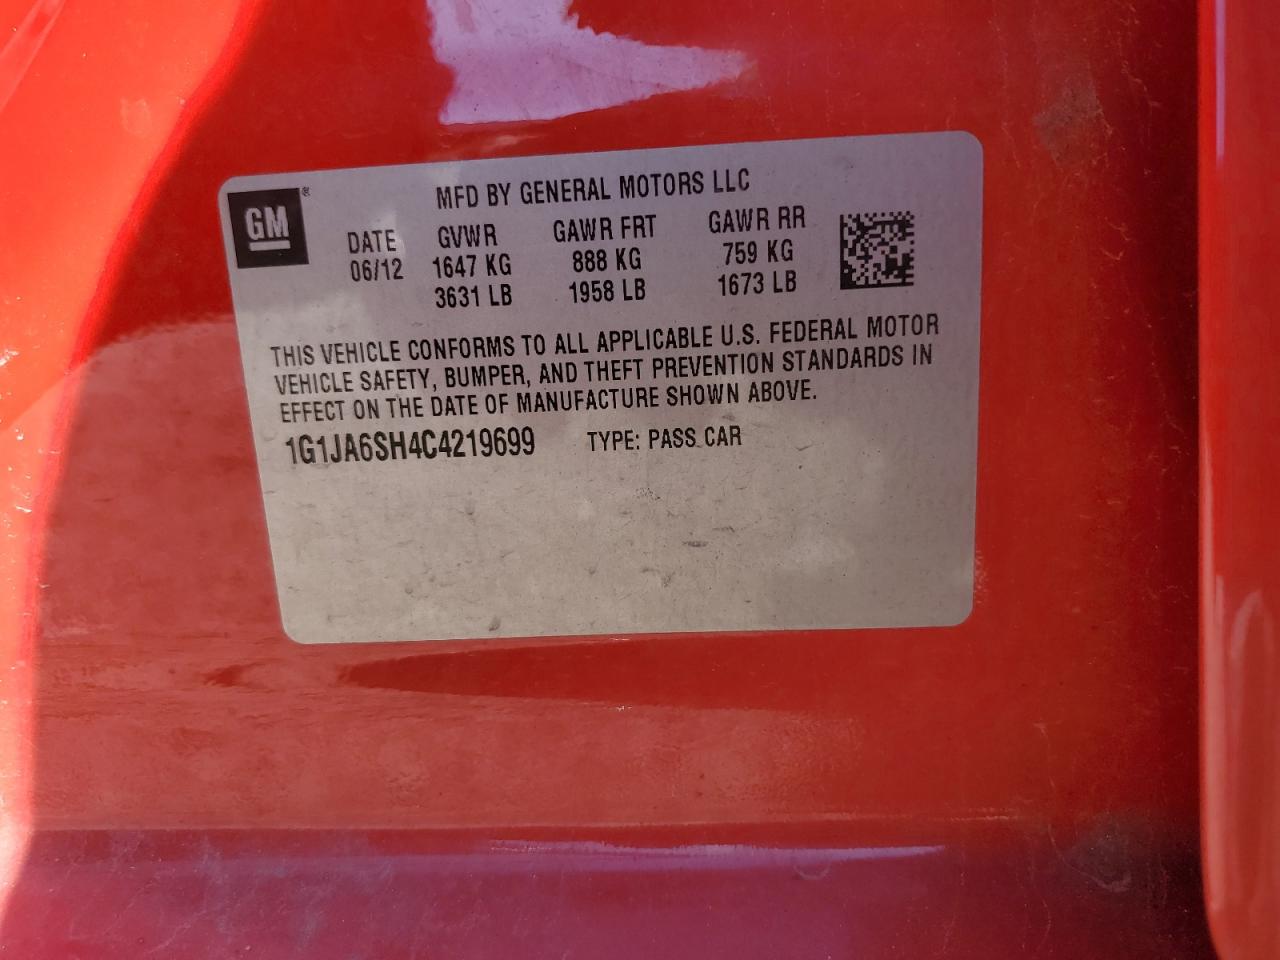 GM®
MFD BY GENERAL MOTORS LLC
DATE GVWR GAWR FRT GAWR RR
06/12 1647 KG 888 KG 759 KG
3631 LB 1958 LB 1673 LB
THIS VEHICLE CONFORMS TO ALL APPLICABLE U.S. FEDERAL MOTOR
VEHICLE SAFETY, BUMPER, AND THEFT PREVENTION STANDARDS IN
EFFECT ON THE DATE OF MANUFACTURE SHOWN ABOVE.
1G1JA6SH4C4219699 TYPE: PASS CAR